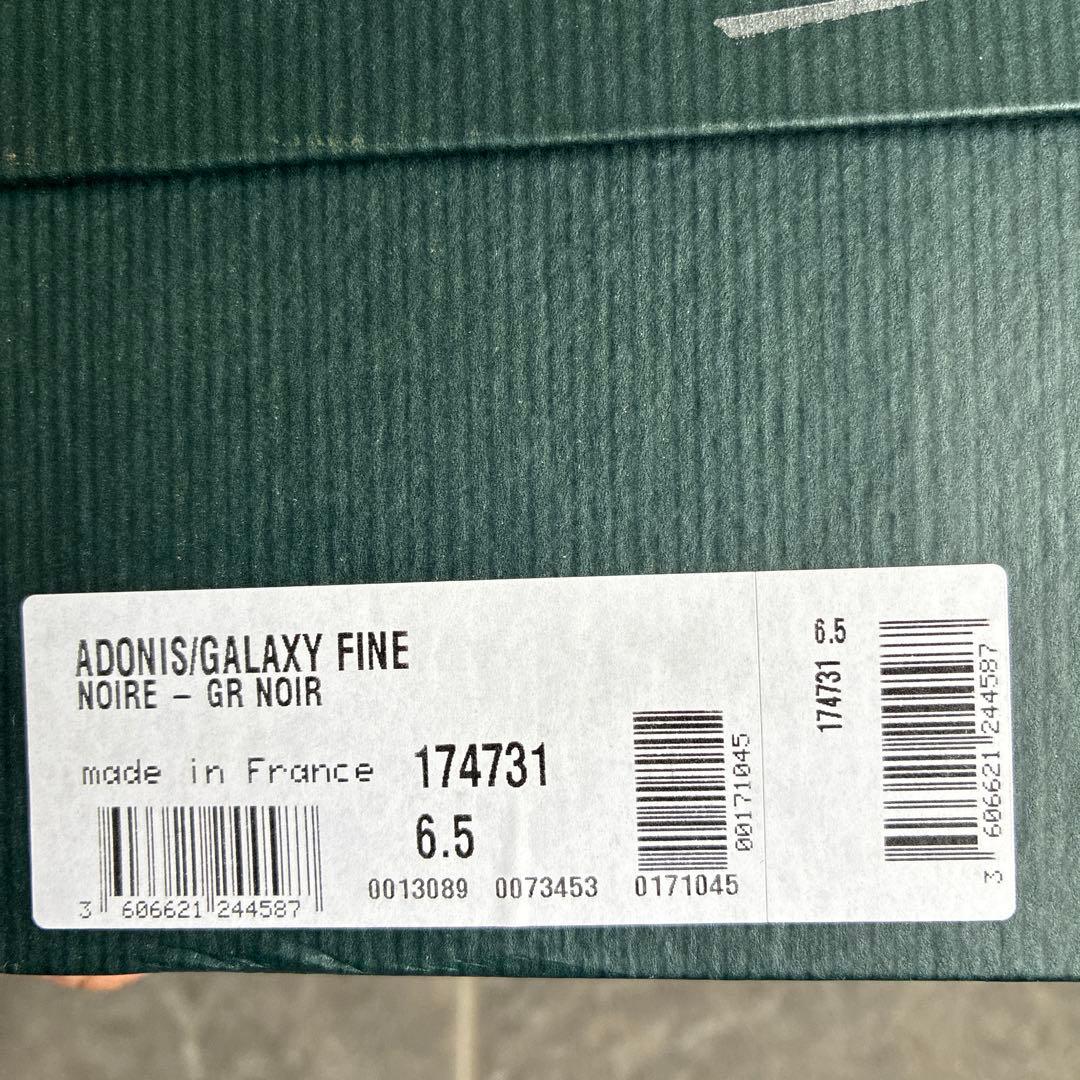 ADONIS/GALAXY FINE
NOIRE – GR NOIR
made in France 174731
6.5
3 606621 244587
0013089 0073453 0171045
00171045
6.5
174731
3 606621 244587